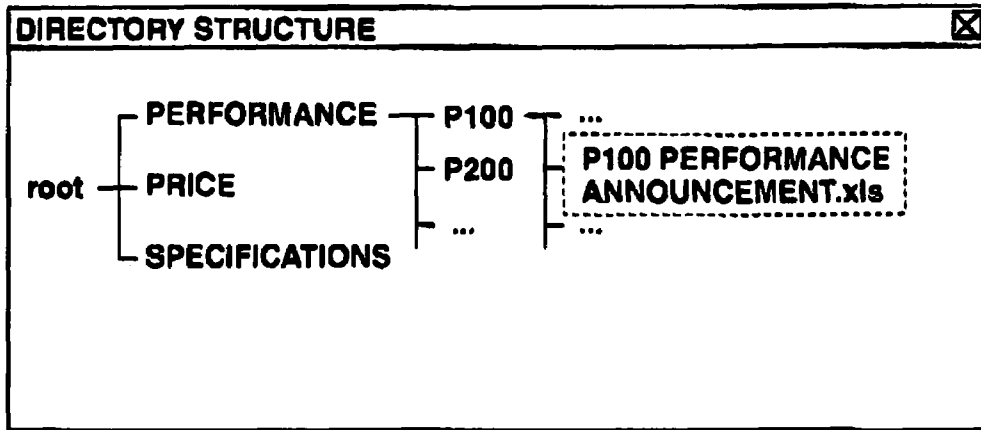 DIRECTORY STRUCTURE
PERFORMANCE P100 ...
P200 P100 PERFORMANCE
root PRICE ANNOUNCEMENT.xls
... ...
SPECIFICATIONS